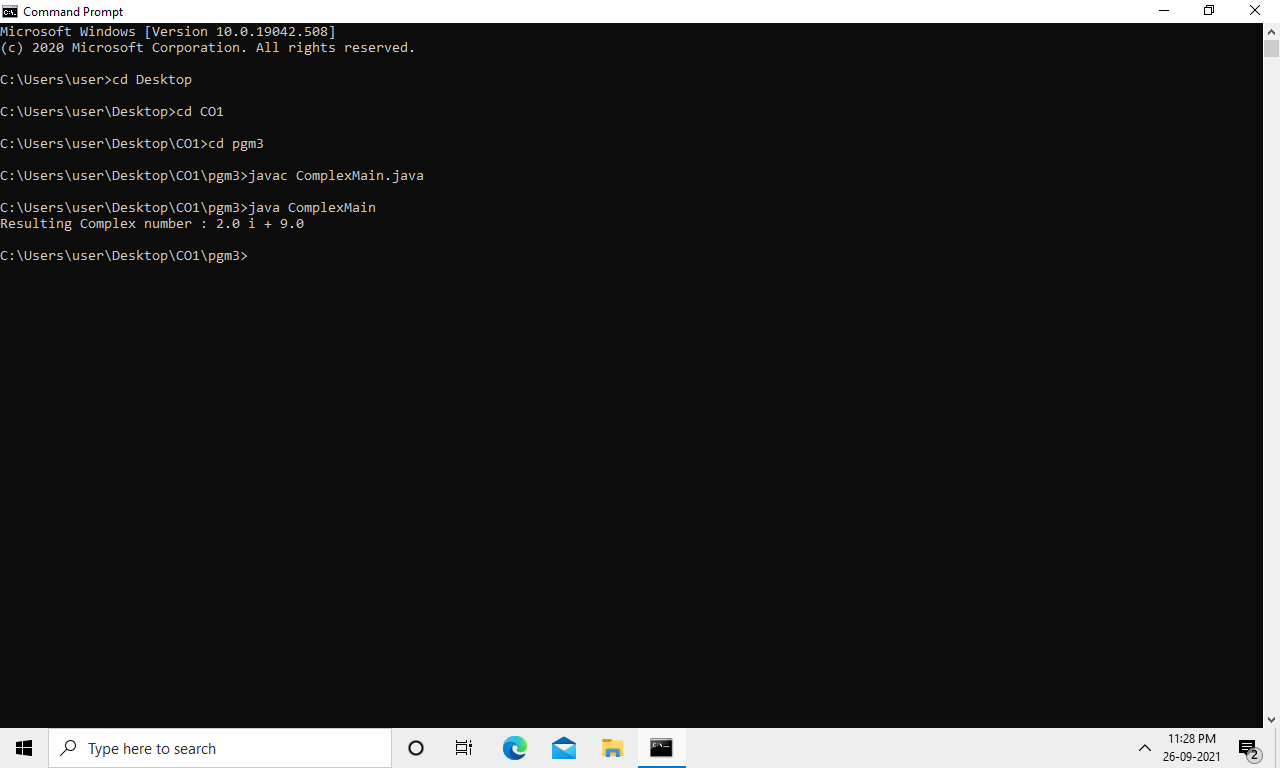 Command Prompt
Microsoft Windows [Version 10.0.19042.508]
(c) 2020 Microsoft Corporation. All rights reserved.
C:\Users\user>cd Desktop
C:\Users\user\Desktop>cd CO1
C:\Users\user\Desktop\CO1>cd pgm3
C:\Users\user\Desktop\CO1\pgm3>javac ComplexMain.java
C:\Users\user\Desktop\CO1\pgm3>java ComplexMain
Resulting Complex number : 2.0 i + 9.0
C:\Users\user\Desktop\CO1\pgm3>
Type here to search
11:28 PM
26-09-2021
2